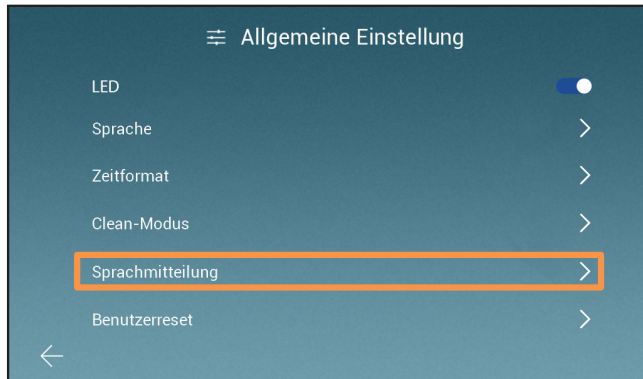 Allgemeine Einstellung
LED
Sprache
Zeitformat
Clean-Modus
Sprachmitteilung
Benutzerreset